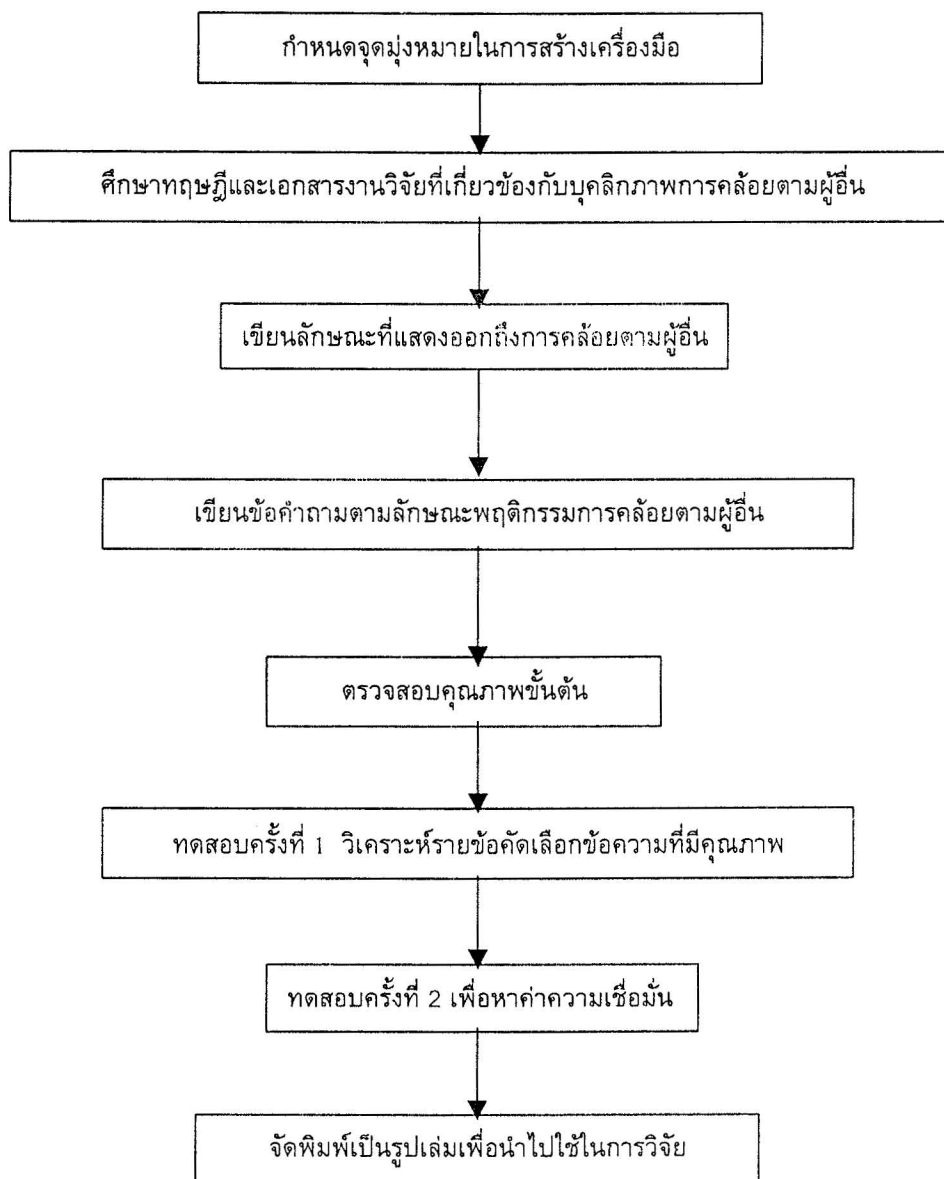 กำหนดจุดมุ่งหมายในการสร้างเครื่องมือ
ศึกษาทฤษฎีและเอกสารงานวิจัยที่เกี่ยวข้องกับบุคลิกภาพการคล้อยตามผู้อื่น
เขียนลักษณะที่แสดงออกถึงการคล้อยตามผู้อื่น
เขียนข้อคำถามตามลักษณะพฤติกรรมการคล้อยตามผู้อื่น
ตรวจสอบคุณภาพขั้นต้น
ทดสอบครั้งที่ 1 วิเคราะห์รายข้อคัดเลือกข้อความที่มีคุณภาพ
ทดสอบครั้งที่ 2 เพื่อหาค่าความเชื่อมั่น
จัดพิมพ์เป็นรูปเล่มเพื่อนำไปใช้ในการวิจัย